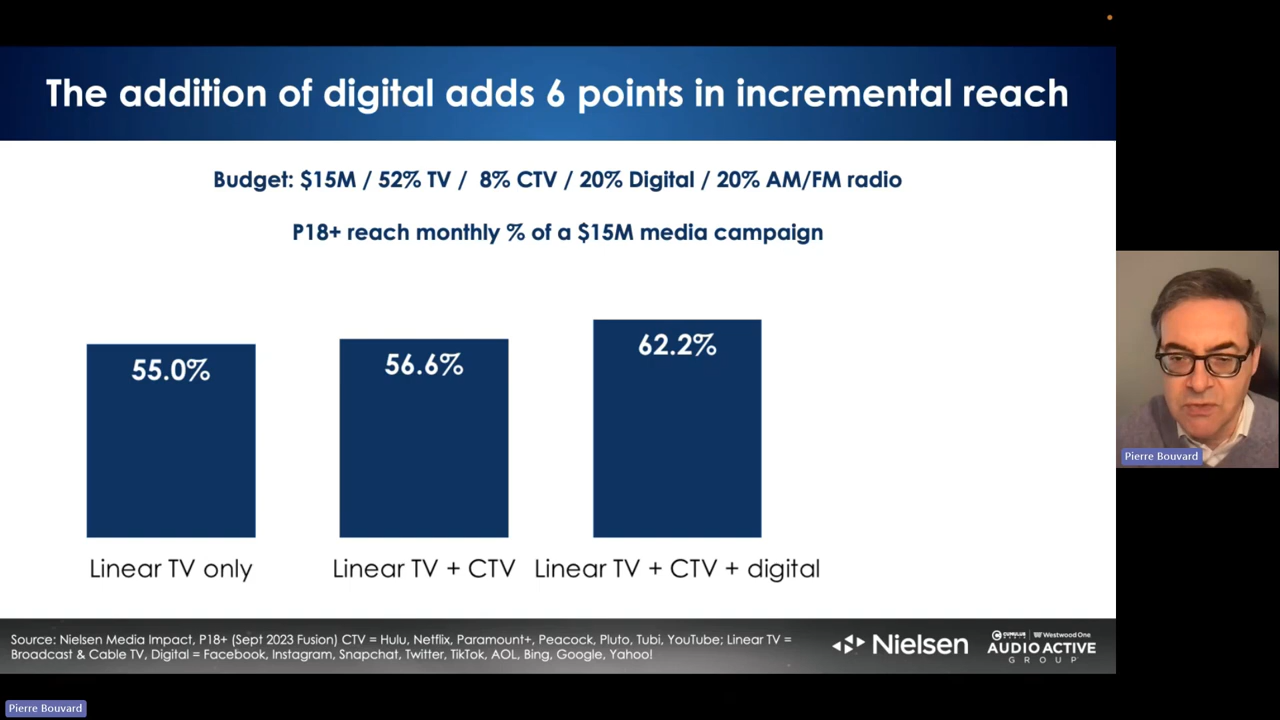 The addition of digital adds 6 points in incremental reach
Budget: $15M / 52% TV / 8% CTV / 20% Digital / 20% AM/FM radio
P18+ reach monthly % of a $15M media campaign
55.0%
56.6%
62.2%
Linear TV only
Linear TV + CTV
Linear TV + CTV + digital
Pierre Bouvard
Source: Nielsen Media Impact, P18+ (Sept 2023 Fusion) CTV = Hulu, Netflix, Paramount+, Peacock, Pluto, Tubi, YouTube; Linear TV =
Broadcast & Cable TV, Digital = Facebook, Instagram, Snapchat, Twitter, TikTok, AOL, Bing, Google, Yahoo!
Nielsen
CUMULUS MEDIA Westwood One
AUDIO ACTIVE
GROUP
Pierre Bouvard